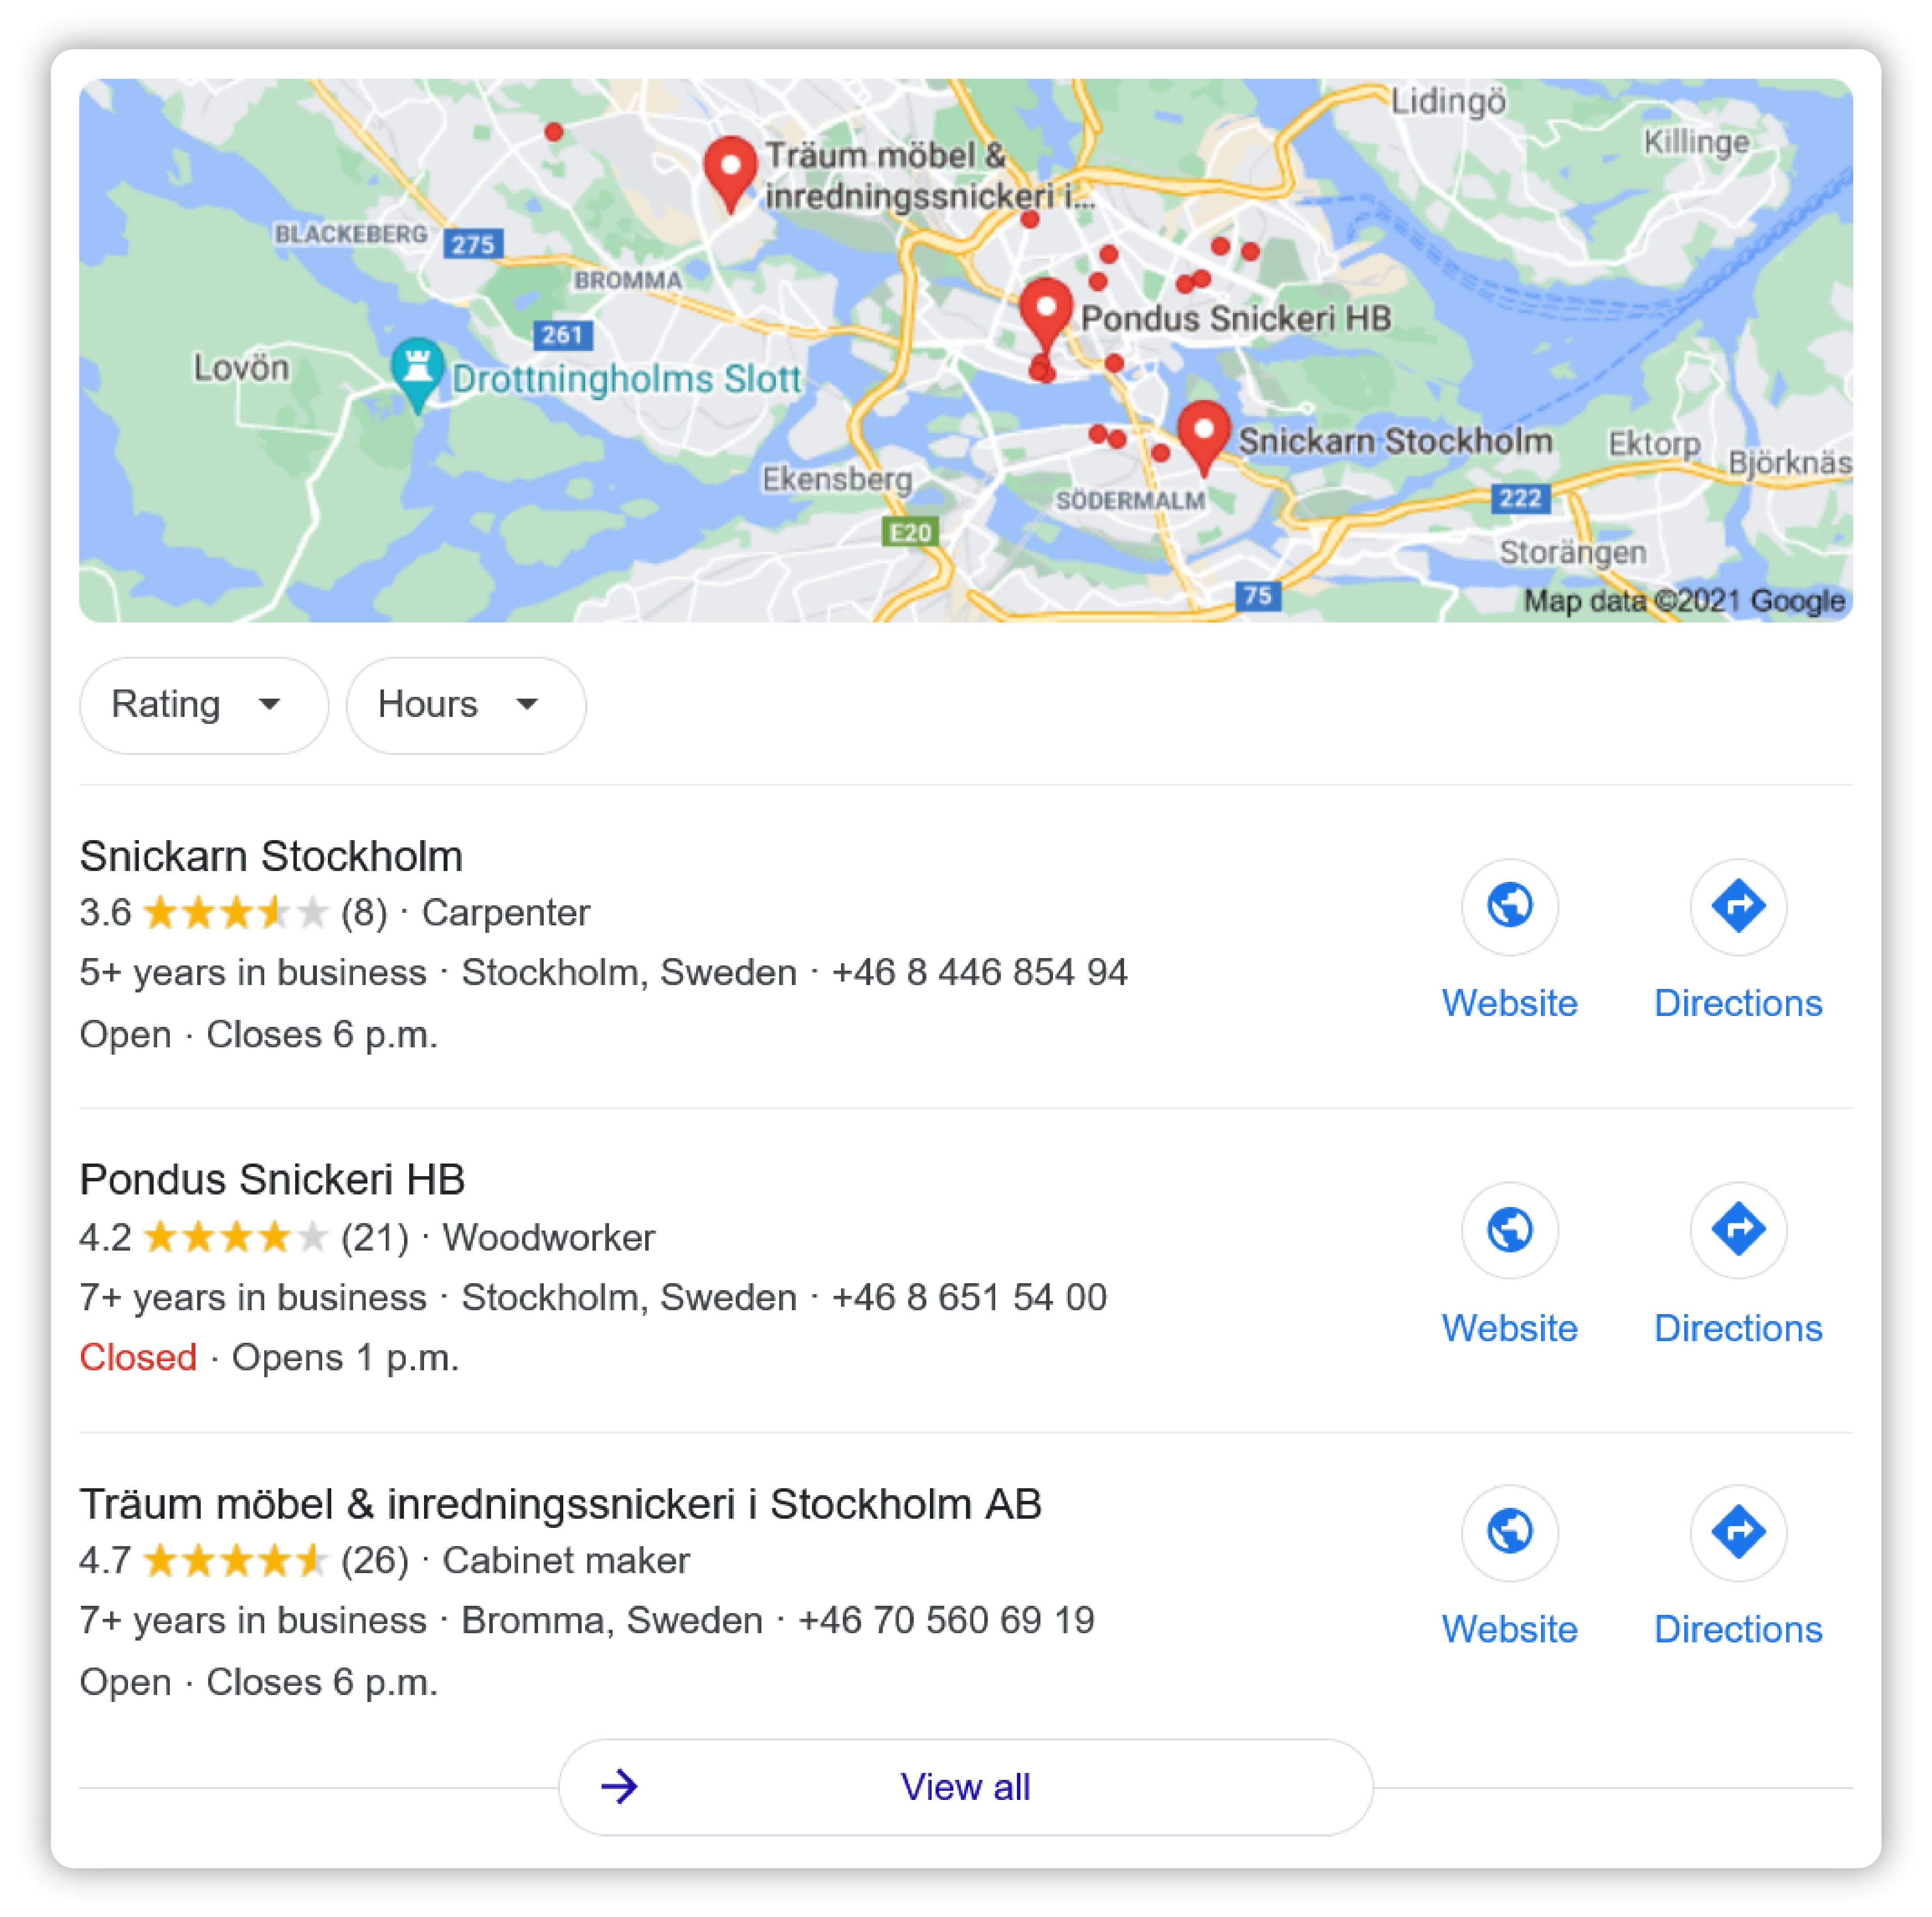 Lidingö
Killinge
Träum möbel &
inredningssnickeri i...
BLACKEBERG
275
BROMMA
Pondus Snickeri HB
261
Lovön
Drottningholms Slott
Snickarn Stockholm
Ektorp
Björknäs
Ekensberg
SÖDERMALM
222
E20
Storängen
75
Map data ©2021 Google
Rating
Hours
Snickarn Stockholm
3.6 (8) · Carpenter
5+ years in business · Stockholm, Sweden · +46 8 446 854 94
Open · Closes 6 p.m.
Website
Directions
Pondus Snickeri HB
4.2 (21) · Woodworker
7+ years in business · Stockholm, Sweden · +46 8 651 54 00
Closed · Opens 1 p.m.
Website
Directions
Träum möbel & inredningssnickeri i Stockholm AB
4.7 (26) · Cabinet maker
7+ years in business · Bromma, Sweden · +46 70 560 69 19
Open · Closes 6 p.m.
Website
Directions
View all